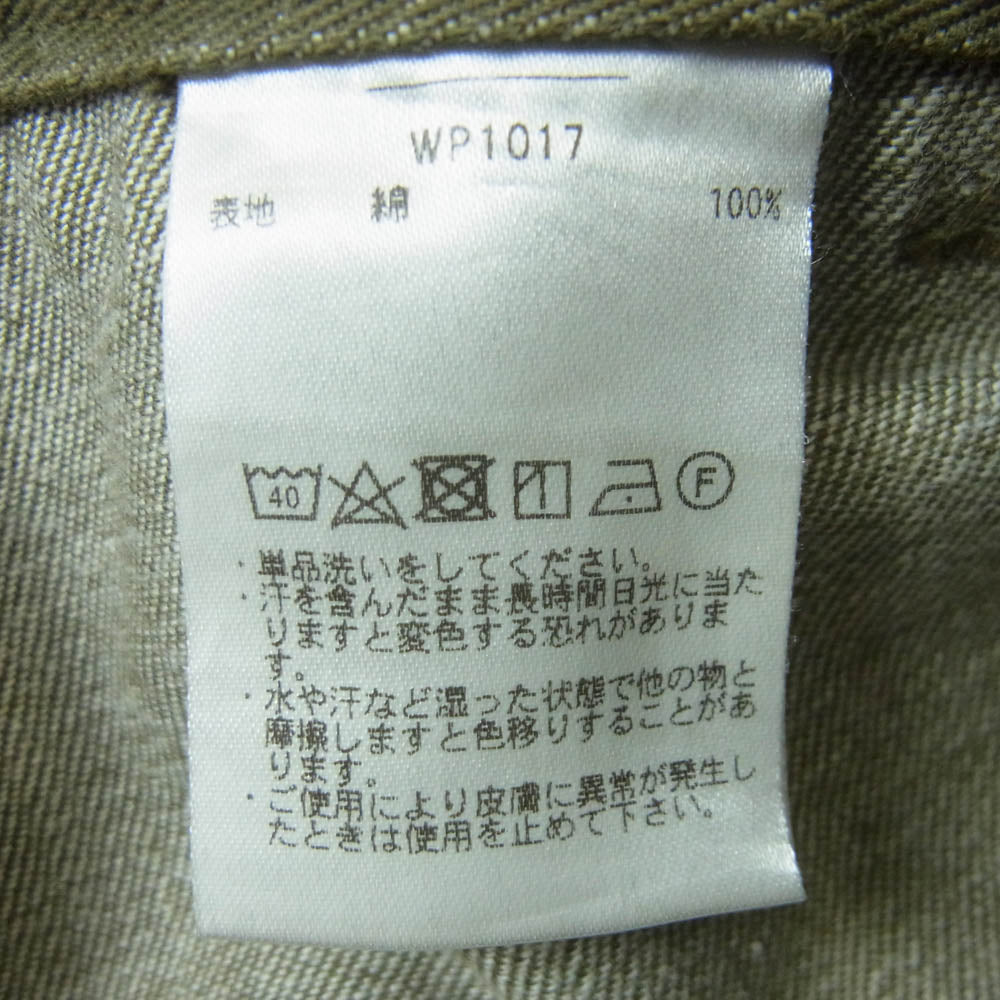 WP1017
表地 綿 100%
40 F
・単品洗いをしてください。
・汗を含んだまま長時間日光に当た
りますと変色する恐れがありま
す。
・水や汗など湿った状態で他の物と
摩擦しますと色移りすることがあ
ります。
・ご使用により皮膚に異常が発生し
たときは使用を止めて下さい。